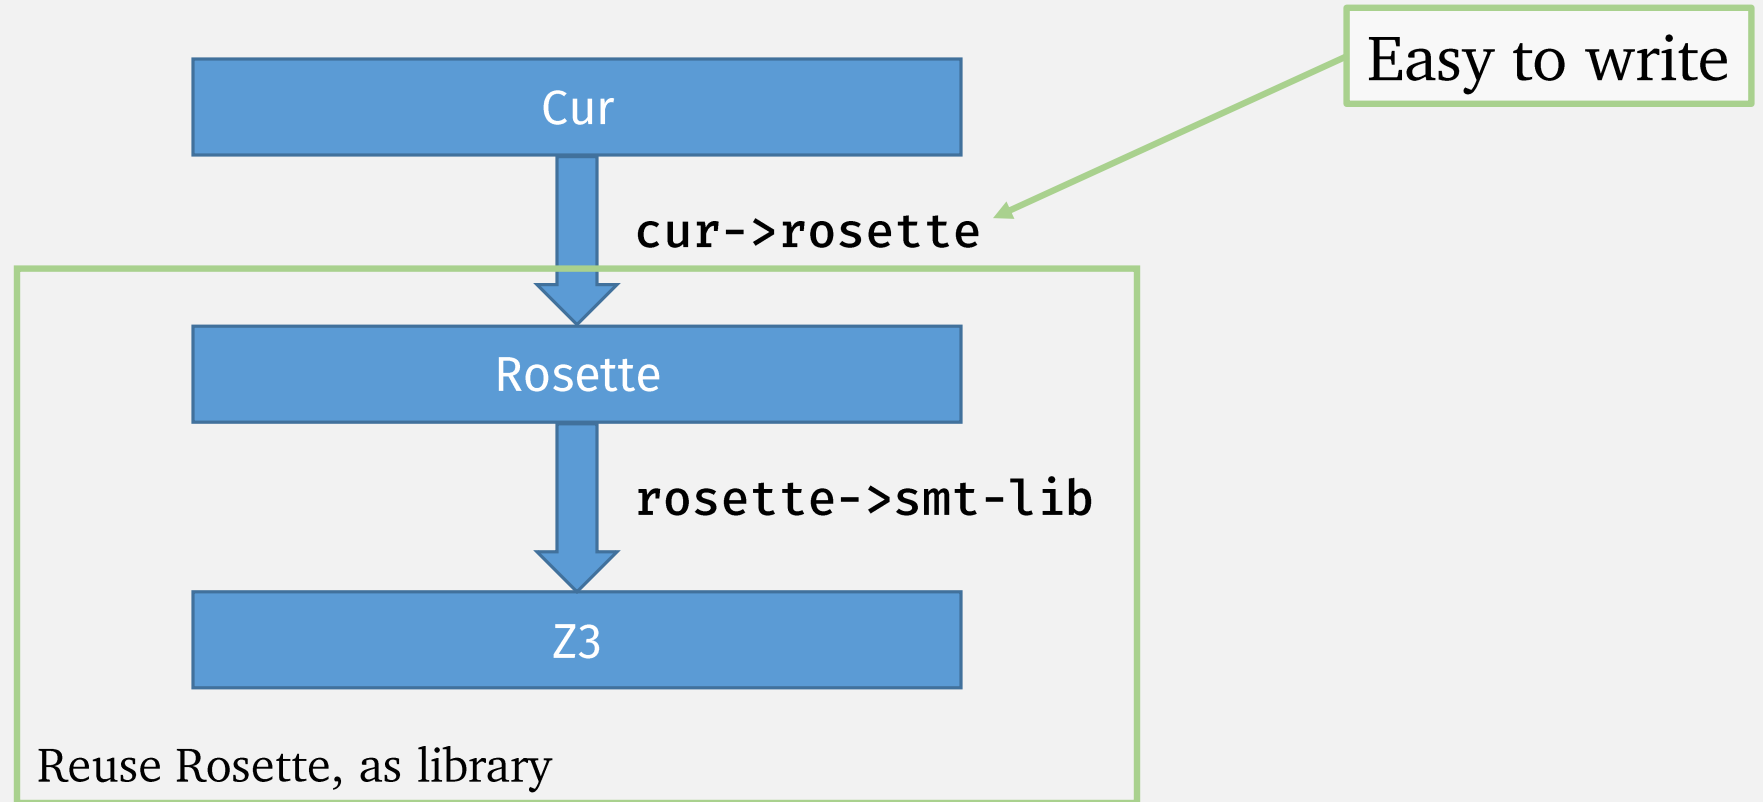 Easy to write
Cur
cur->rosette
Rosette
rosette->smt-lib
Z3
Reuse Rosette, as library